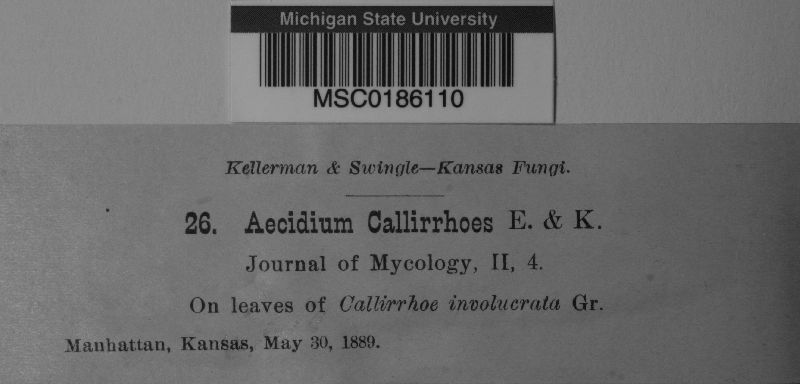 Michigan State University
MSC0186110
Kellerman & Swingle—Kansas Fungi.
26. Aecidium Callirrhoes E. & K.
Journal of Mycology, II, 4.
On leaves of Callirrhoe involucrata Gr.
Manhattan, Kansas, May 30, 1889.